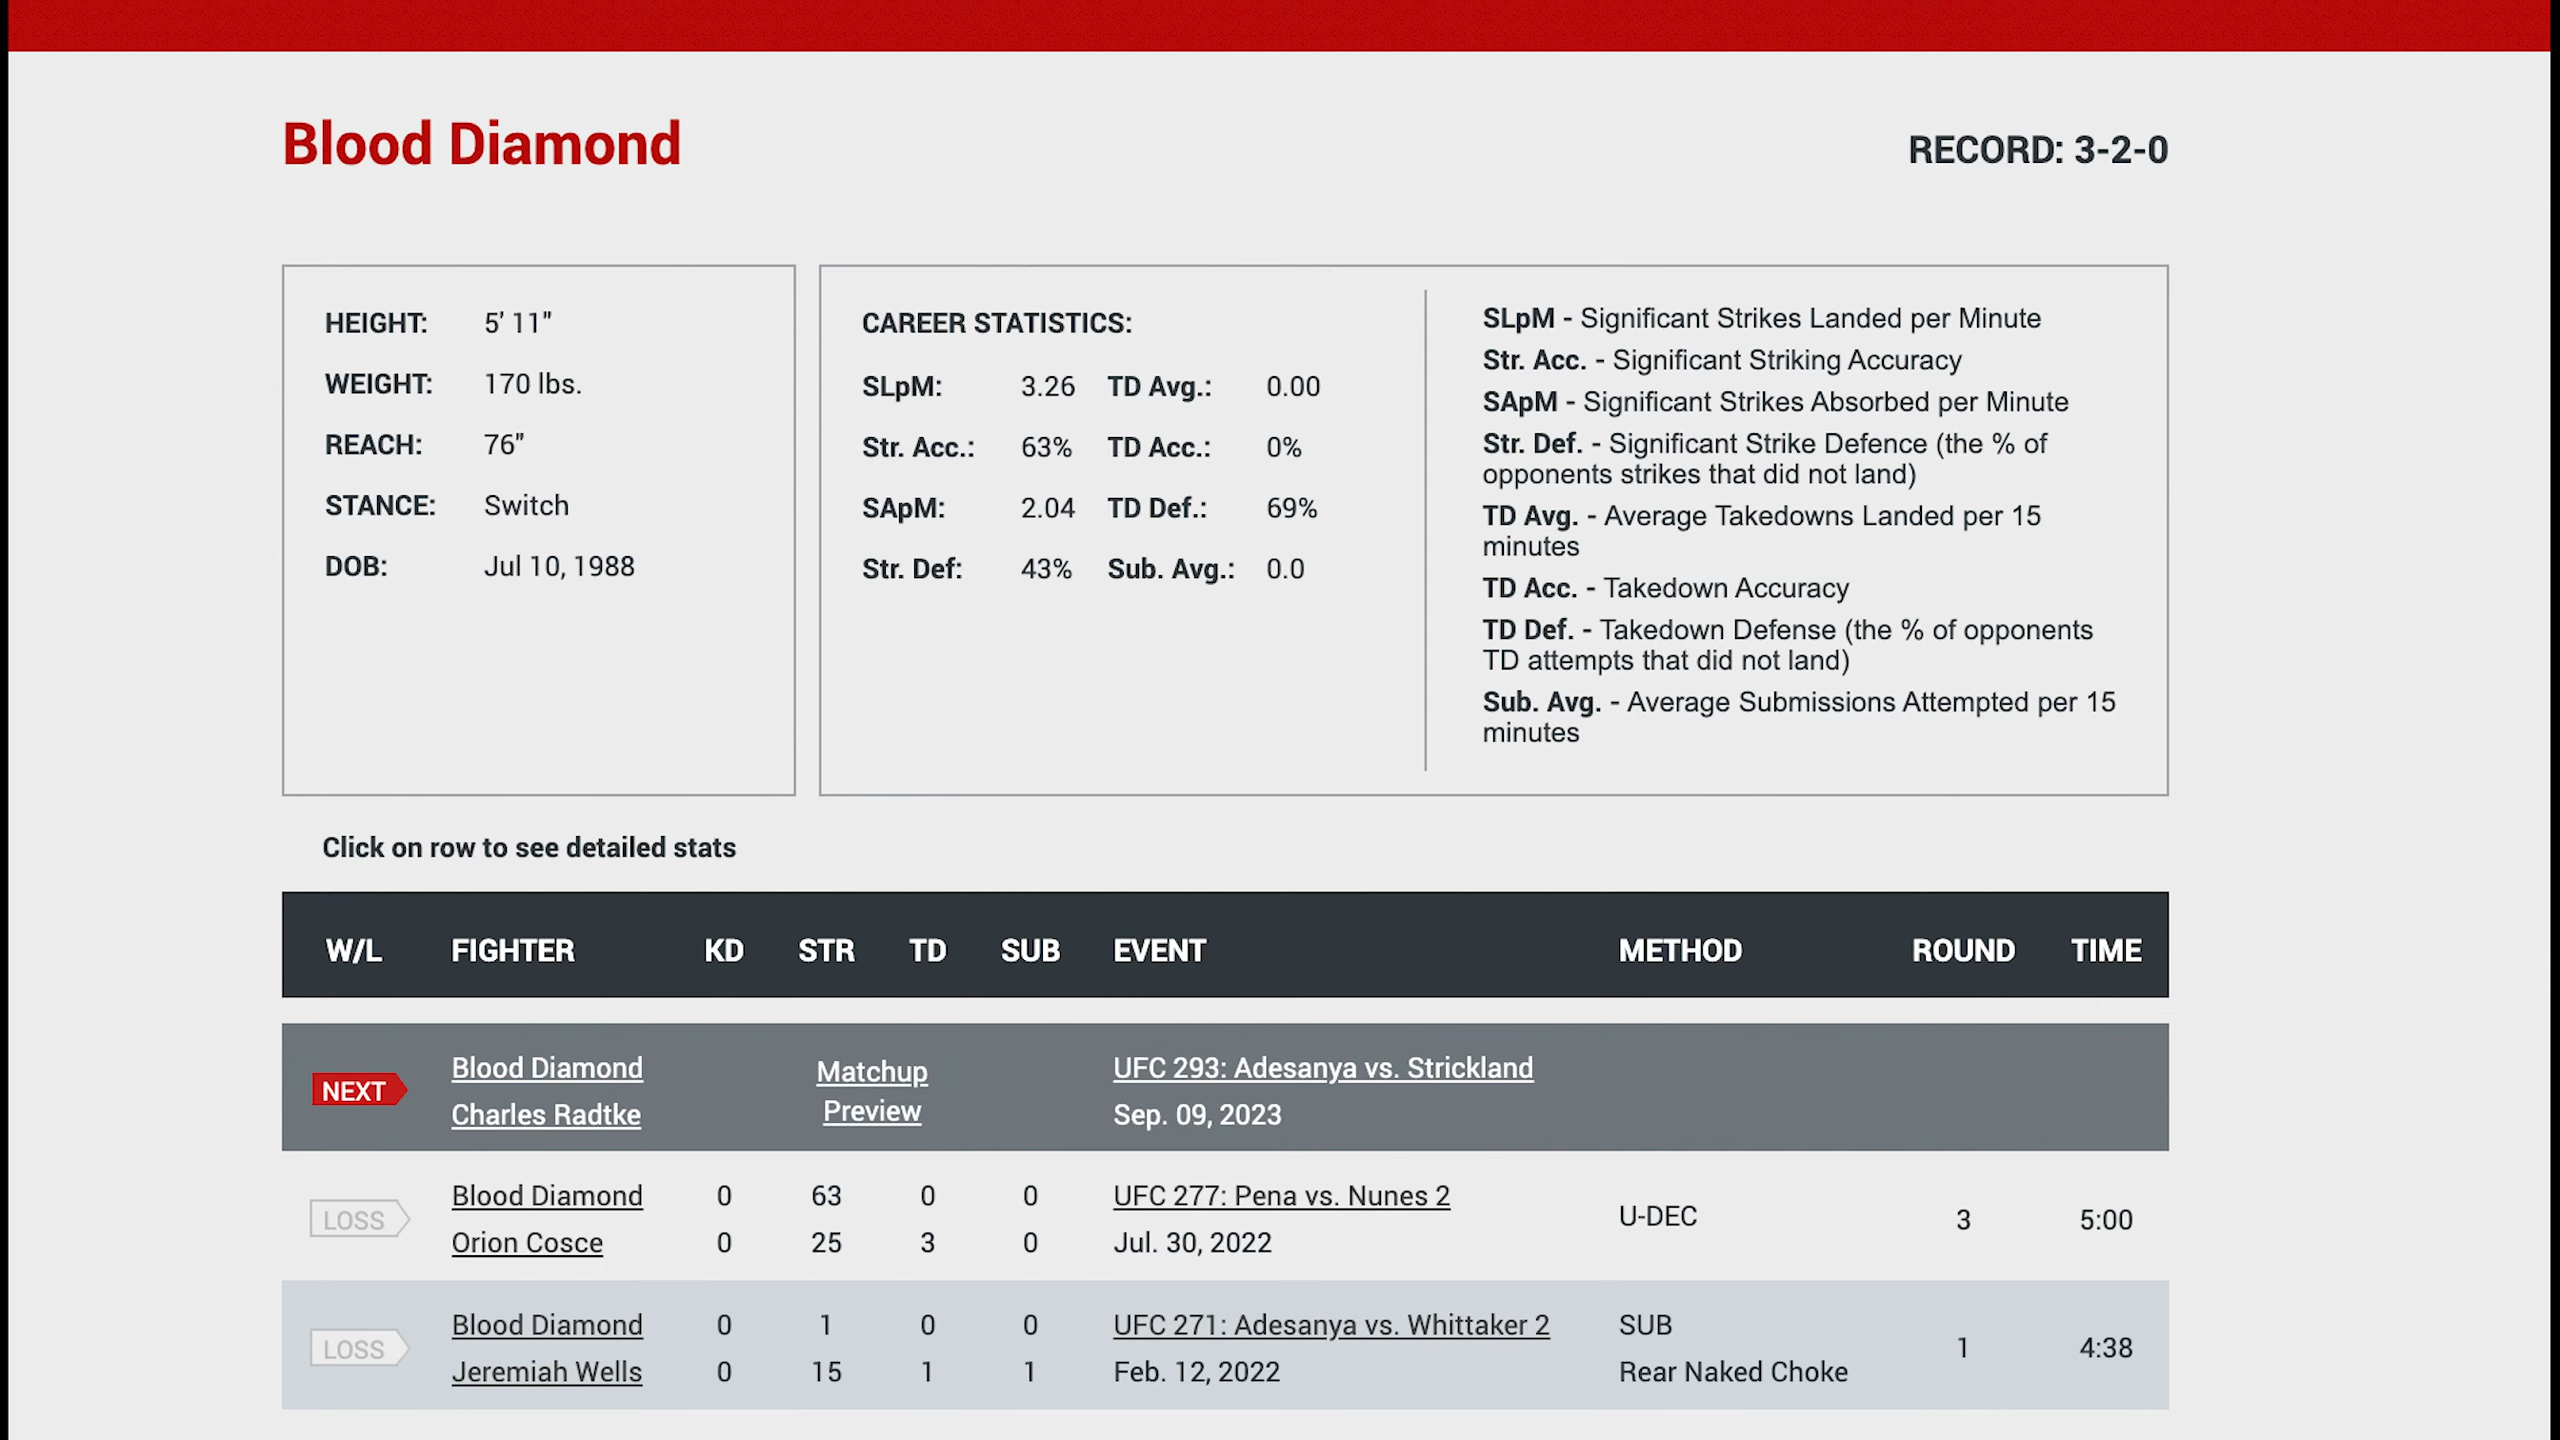 Blood Diamond
RECORD: 3-2-0
HEIGHT: 5' 11"
WEIGHT: 170 lbs.
REACH: 76"
STANCE: Switch
DOB: Jul 10, 1988
CAREER STATISTICS:
SLpM: 3.26 TD Avg.: 0.00
Str. Acc.: 63% TD Acc.: 0%
SApM: 2.04 TD Def.: 69%
Str. Def: 43% Sub. Avg.: 0.0
SLpM - Significant Strikes Landed per Minute
Str. Acc. - Significant Striking Accuracy
SApM - Significant Strikes Absorbed per Minute
Str. Def. - Significant Strike Defence (the % of
opponents strikes that did not land)
TD Avg. - Average Takedowns Landed per 15
minutes
TD Acc. - Takedown Accuracy
TD Def. - Takedown Defense (the % of opponents
TD attempts that did not land)
Sub. Avg. - Average Submissions Attempted per 15
minutes
Click on row to see detailed stats
W/L FIGHTER KD STR TD SUB EVENT METHOD ROUND TIME
NEXT
Blood Diamond Matchup UFC 293: Adesanya vs. Strickland
Charles Radtke Preview Sep. 09, 2023
LOSS
Blood Diamond 0 63 0 0 UFC 277: Pena vs. Nunes 2 U-DEC 3 5:00
Orion Cosce 0 25 3 0 Jul. 30, 2022
LOSS
Blood Diamond 0 1 0 0 UFC 271: Adesanya vs. Whittaker 2 SUB 1 4:38
Jeremiah Wells 0 15 1 1 Feb. 12, 2022 Rear Naked Choke